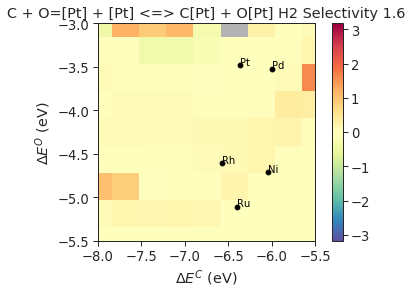 C + O=[Pt] + [Pt] <=> C[Pt] + O[Pt] H2 Selectivity 1.6
−3.0
−3.5
−4.0
−4.5
−5.0
−5.5
ΔE^O (eV)
Pt
Pd
Rh
Ni
Ru
−8.0 −7.5 −7.0 −6.5 −6.0 −5.5
ΔE^C (eV)
3
2
1
0
−1
−2
−3